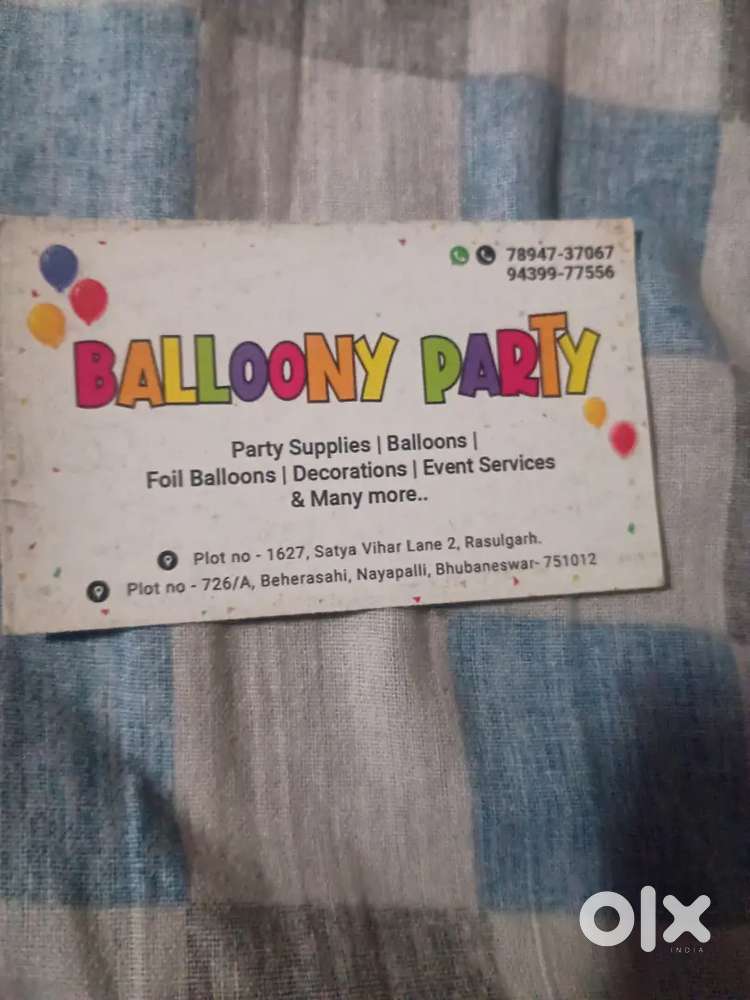 78947-37067
94399-77556
BALLOONY PARTY
Party Supplies | Balloons |
Foil Balloons | Decorations | Event Services
& Many more..
Plot no - 1627, Satya Vihar Lane 2, Rasulgarh.
Plot no - 726/A, Beherasahi, Nayapalli, Bhubaneswar- 751012
olx
INDIA